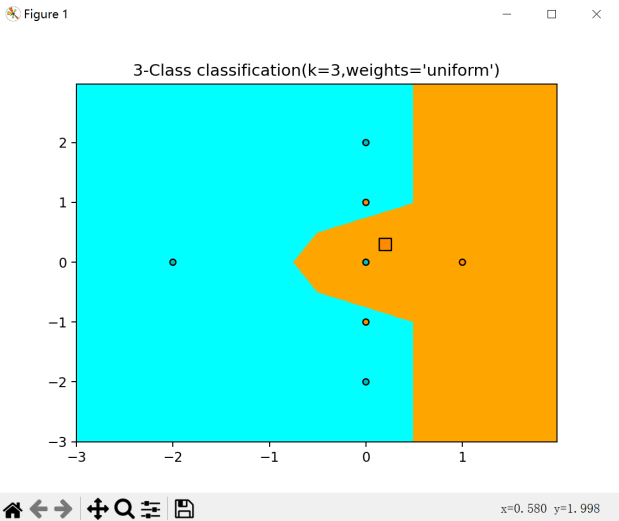 Figure 1
3-Class classification(k=3,weights='uniform')
2
1
0
−1
−2
−3
−3 −2 −1 0 1
x=0.580 y=1.998